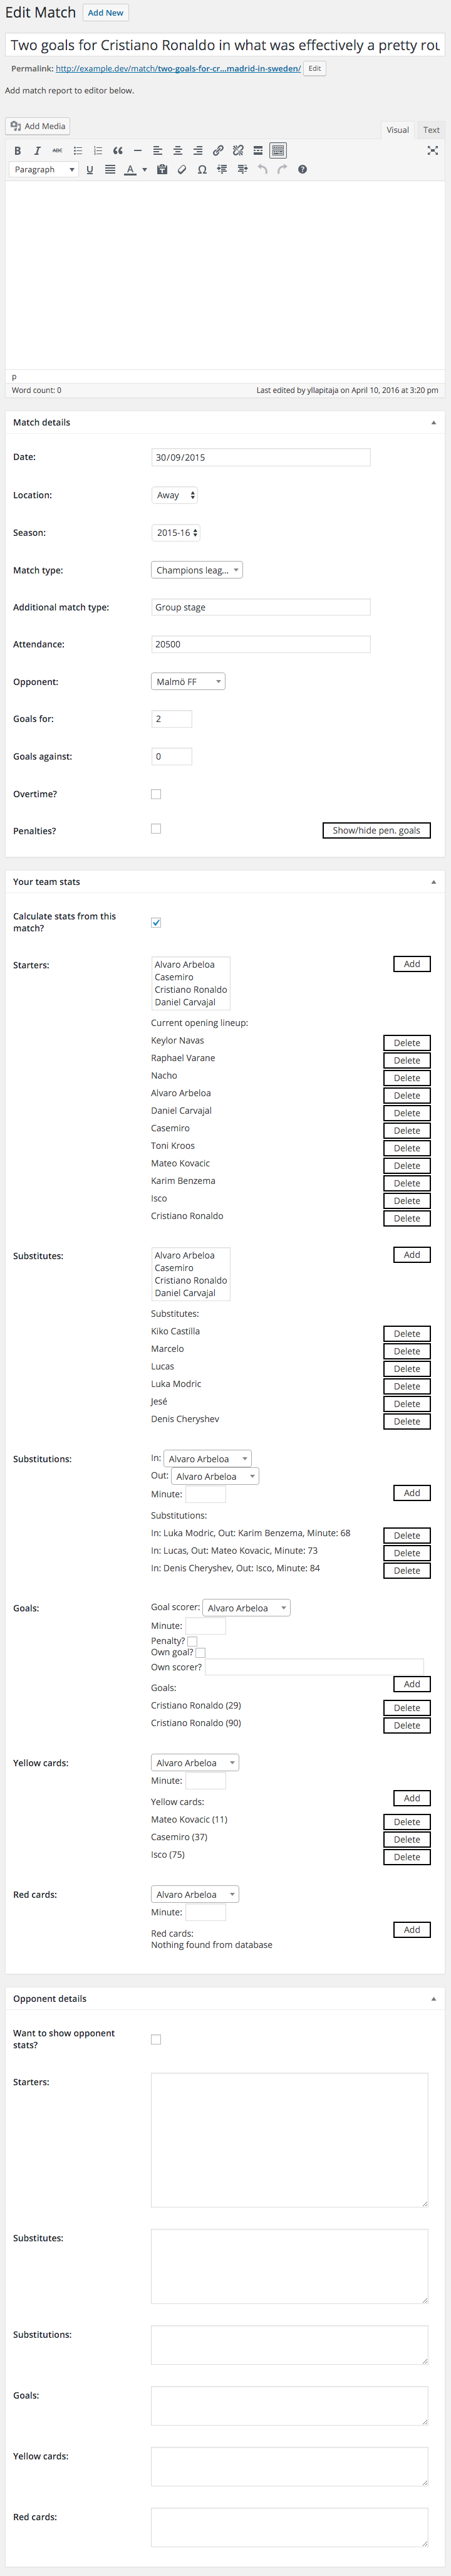 Edit Match Add New
Two goals for Cristiano Ronaldo in what was effectively a pretty rou
Permalink: http://example.dev/match/two-goals-for-cr...madrid-in-sweden/ Edit
Add match report to editor below.
Add Media
Visual Text
B I ABC
Paragraph U A
p
Word count: 0 Last edited by yllapitaja on April 10, 2016 at 3:20 pm
Match details
Date: 30/09/2015
Location: Away
Season: 2015-16
Match type: Champions leag...
Additional match type: Group stage
Attendance: 20500
Opponent: Malmö FF
Goals for: 2
Goals against: 0
Overtime?
Penalties? Show/hide pen. goals
Your team stats
Calculate stats from this
match?
Starters: Alvaro Arbeloa Add
Casemiro
Cristiano Ronaldo
Daniel Carvajal
Current opening lineup:
Keylor Navas Delete
Raphael Varane Delete
Nacho Delete
Alvaro Arbeloa Delete
Daniel Carvajal Delete
Casemiro Delete
Toni Kroos Delete
Mateo Kovacic Delete
Karim Benzema Delete
Isco Delete
Cristiano Ronaldo Delete
Substitutes: Alvaro Arbeloa Add
Casemiro
Cristiano Ronaldo
Daniel Carvajal
Substitutes:
Kiko Castilla Delete
Marcelo Delete
Lucas Delete
Luka Modric Delete
Jesé Delete
Denis Cheryshev Delete
Substitutions: In: Alvaro Arbeloa
Out: Alvaro Arbeloa
Minute: Add
Substitutions:
In: Luka Modric, Out: Karim Benzema, Minute: 68 Delete
In: Lucas, Out: Mateo Kovacic, Minute: 73 Delete
In: Denis Cheryshev, Out: Isco, Minute: 84 Delete
Goals: Goal scorer: Alvaro Arbeloa
Minute:
Penalty?
Own goal?
Own scorer?
Goals: Add
Cristiano Ronaldo (29) Delete
Cristiano Ronaldo (90) Delete
Yellow cards: Alvaro Arbeloa
Minute:
Yellow cards: Add
Mateo Kovacic (11) Delete
Casemiro (37) Delete
Isco (75) Delete
Red cards: Alvaro Arbeloa
Minute:
Red cards: Add
Nothing found from database
Opponent details
Want to show opponent
stats?
Starters:
Substitutes:
Substitutions:
Goals:
Yellow cards:
Red cards: